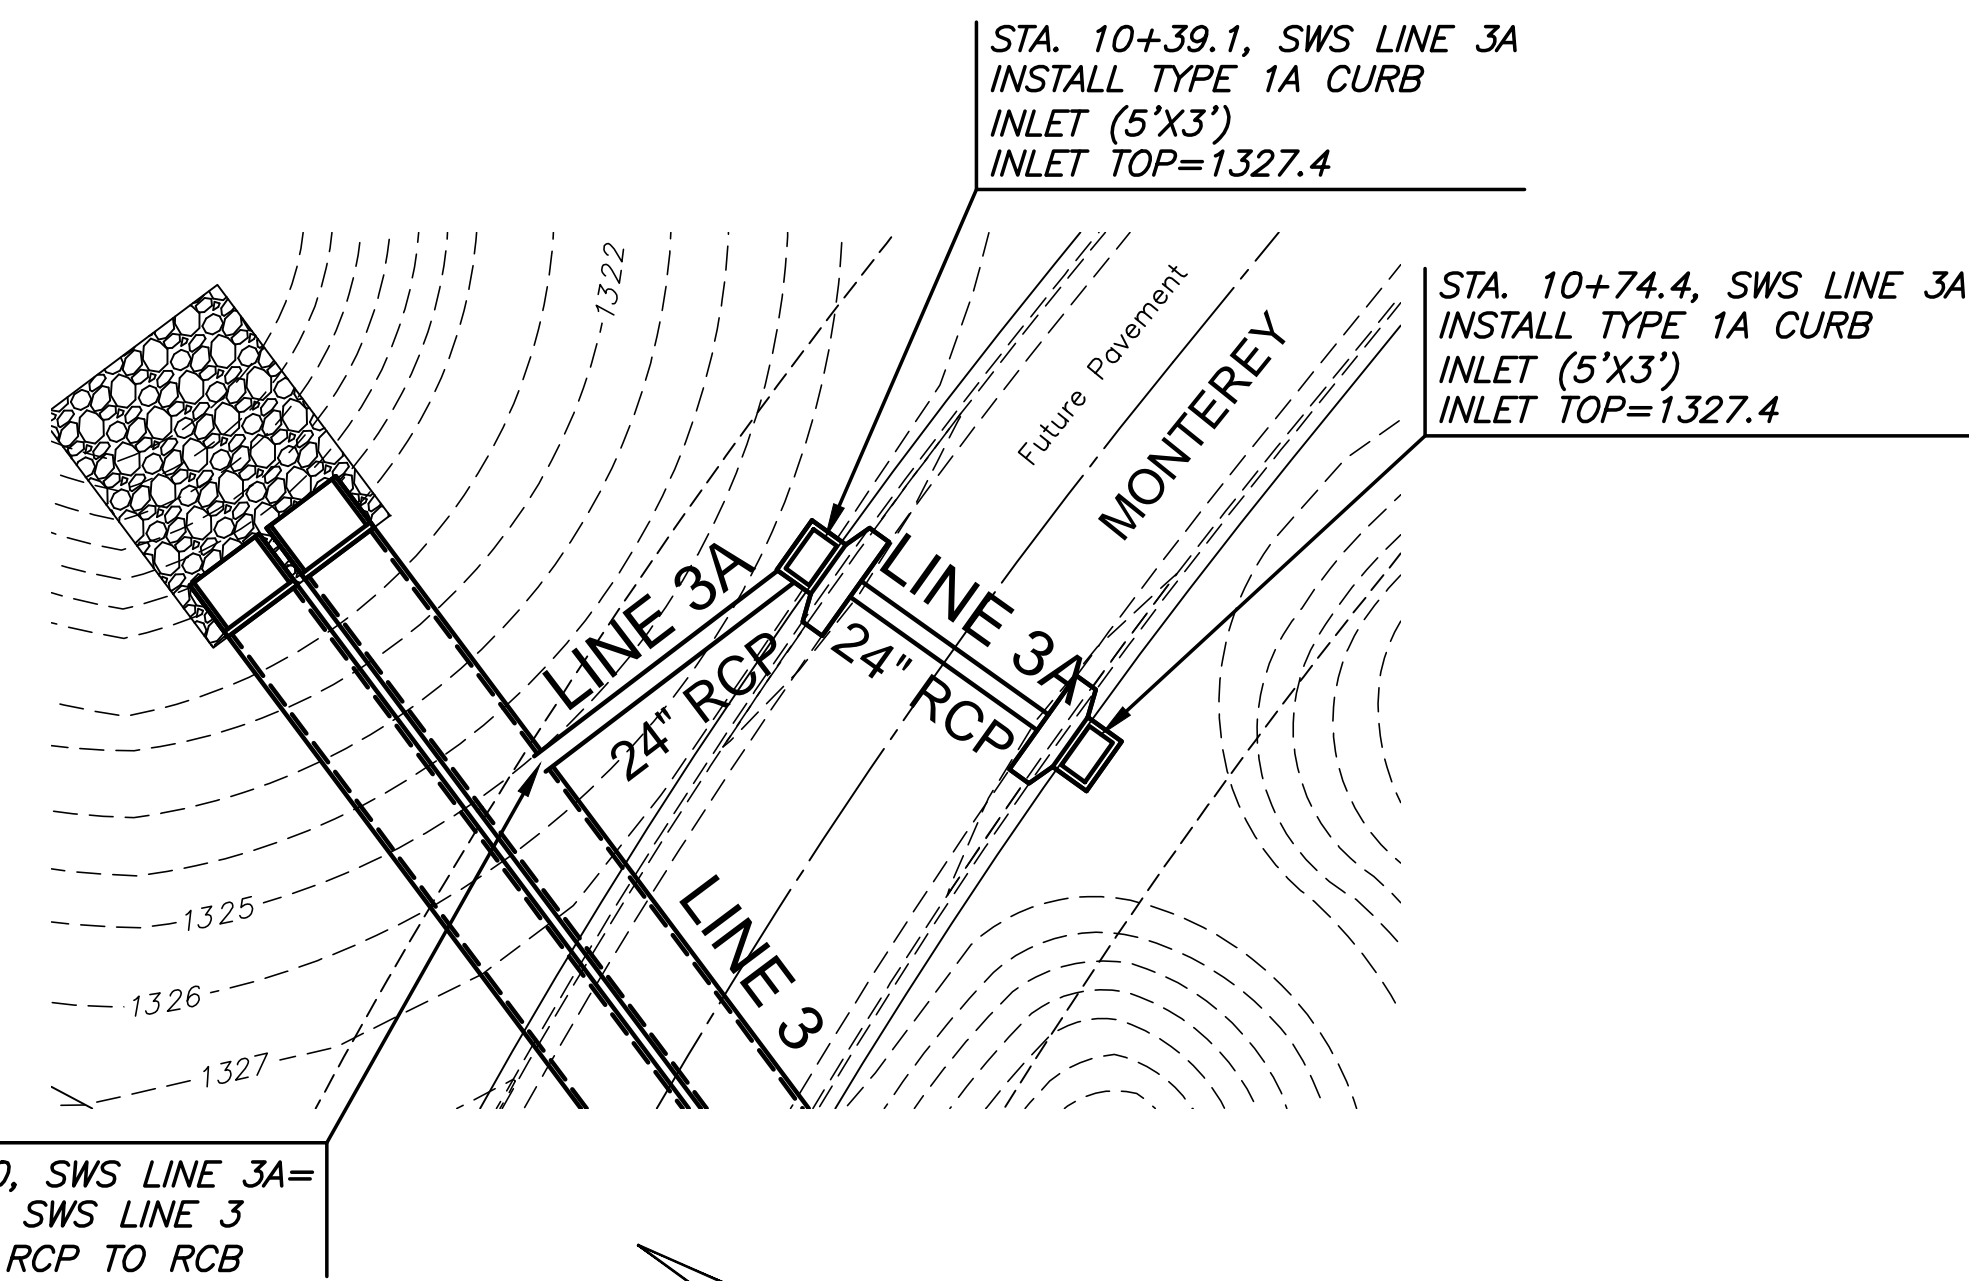 STA. 10+39.1, SWS LINE 3A
INSTALL TYPE 1A CURB
INLET (5'X3')
INLET TOP=1327.4
STA. 10+74.4, SWS LINE 3A
INSTALL TYPE 1A CURB
INLET (5'X3')
INLET TOP=1327.4
1322
Future Pavement
MONTEREY
LINE 3A
24" RCP
LINE 3A
24" RCP
LINE 3
1325
1326
1327
, SWS LINE 3A=
SWS LINE 3
RCP TO RCB